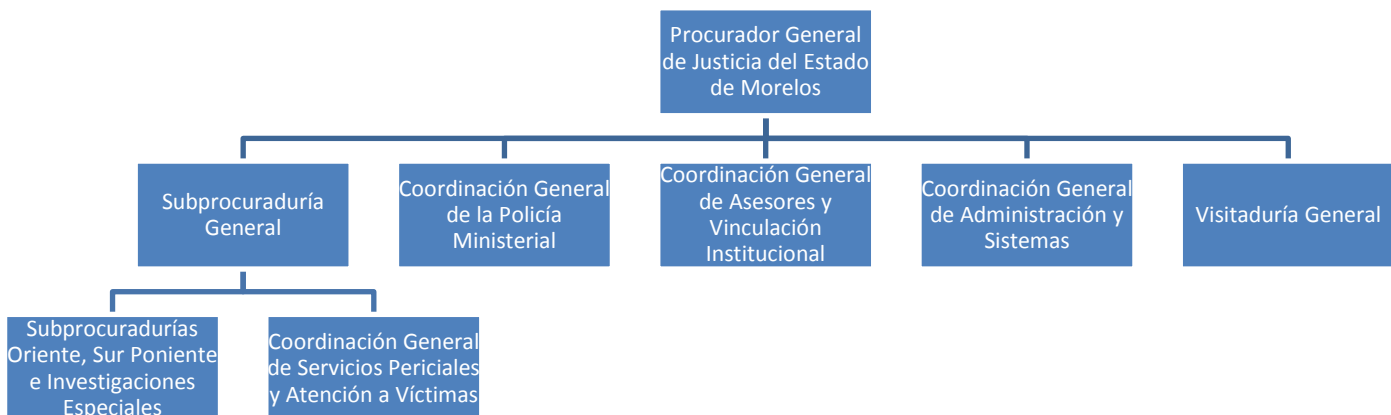 Procurador General
de Justicia del Estado
de Morelos
Subprocuraduría
General
Coordinación General
de la Policía
Ministerial
Coordinación General
de Asesores y
Vinculación
Institucional
Coordinación General
de Administración y
Sistemas
Visitaduría General
Subprocuradurías
Oriente, Sur Poniente
e Investigaciones
Especiales
Coordinación General
de Servicios Periciales
y Atención a Víctimas